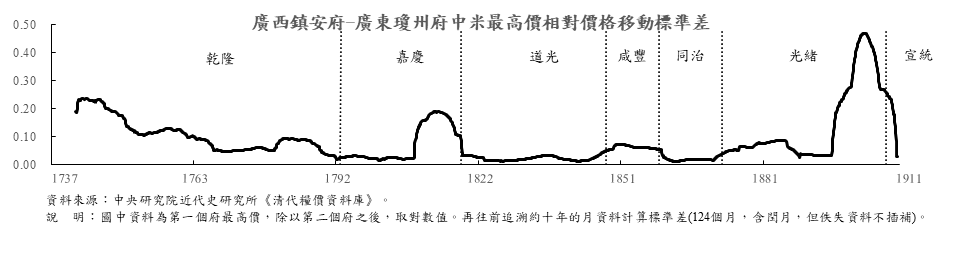 廣西鎮安府-廣東瓊州府中米最高價相對價格移動標準差
0.50
0.40
0.30
0.20
0.10
0.00
乾隆
嘉慶
道光
咸豐
同治
光緒
宣統
1737
1763
1792
1822
1851
1881
1911
資料來源：中央研究院近代史研究所《清代糧價資料庫》。
說　明：圖中資料為第一個府最高價，除以第二個府之後，取對數值。再往前追溯約十年的月資料計算標準差(124個月，含閏月，但佚失資料不插補)。